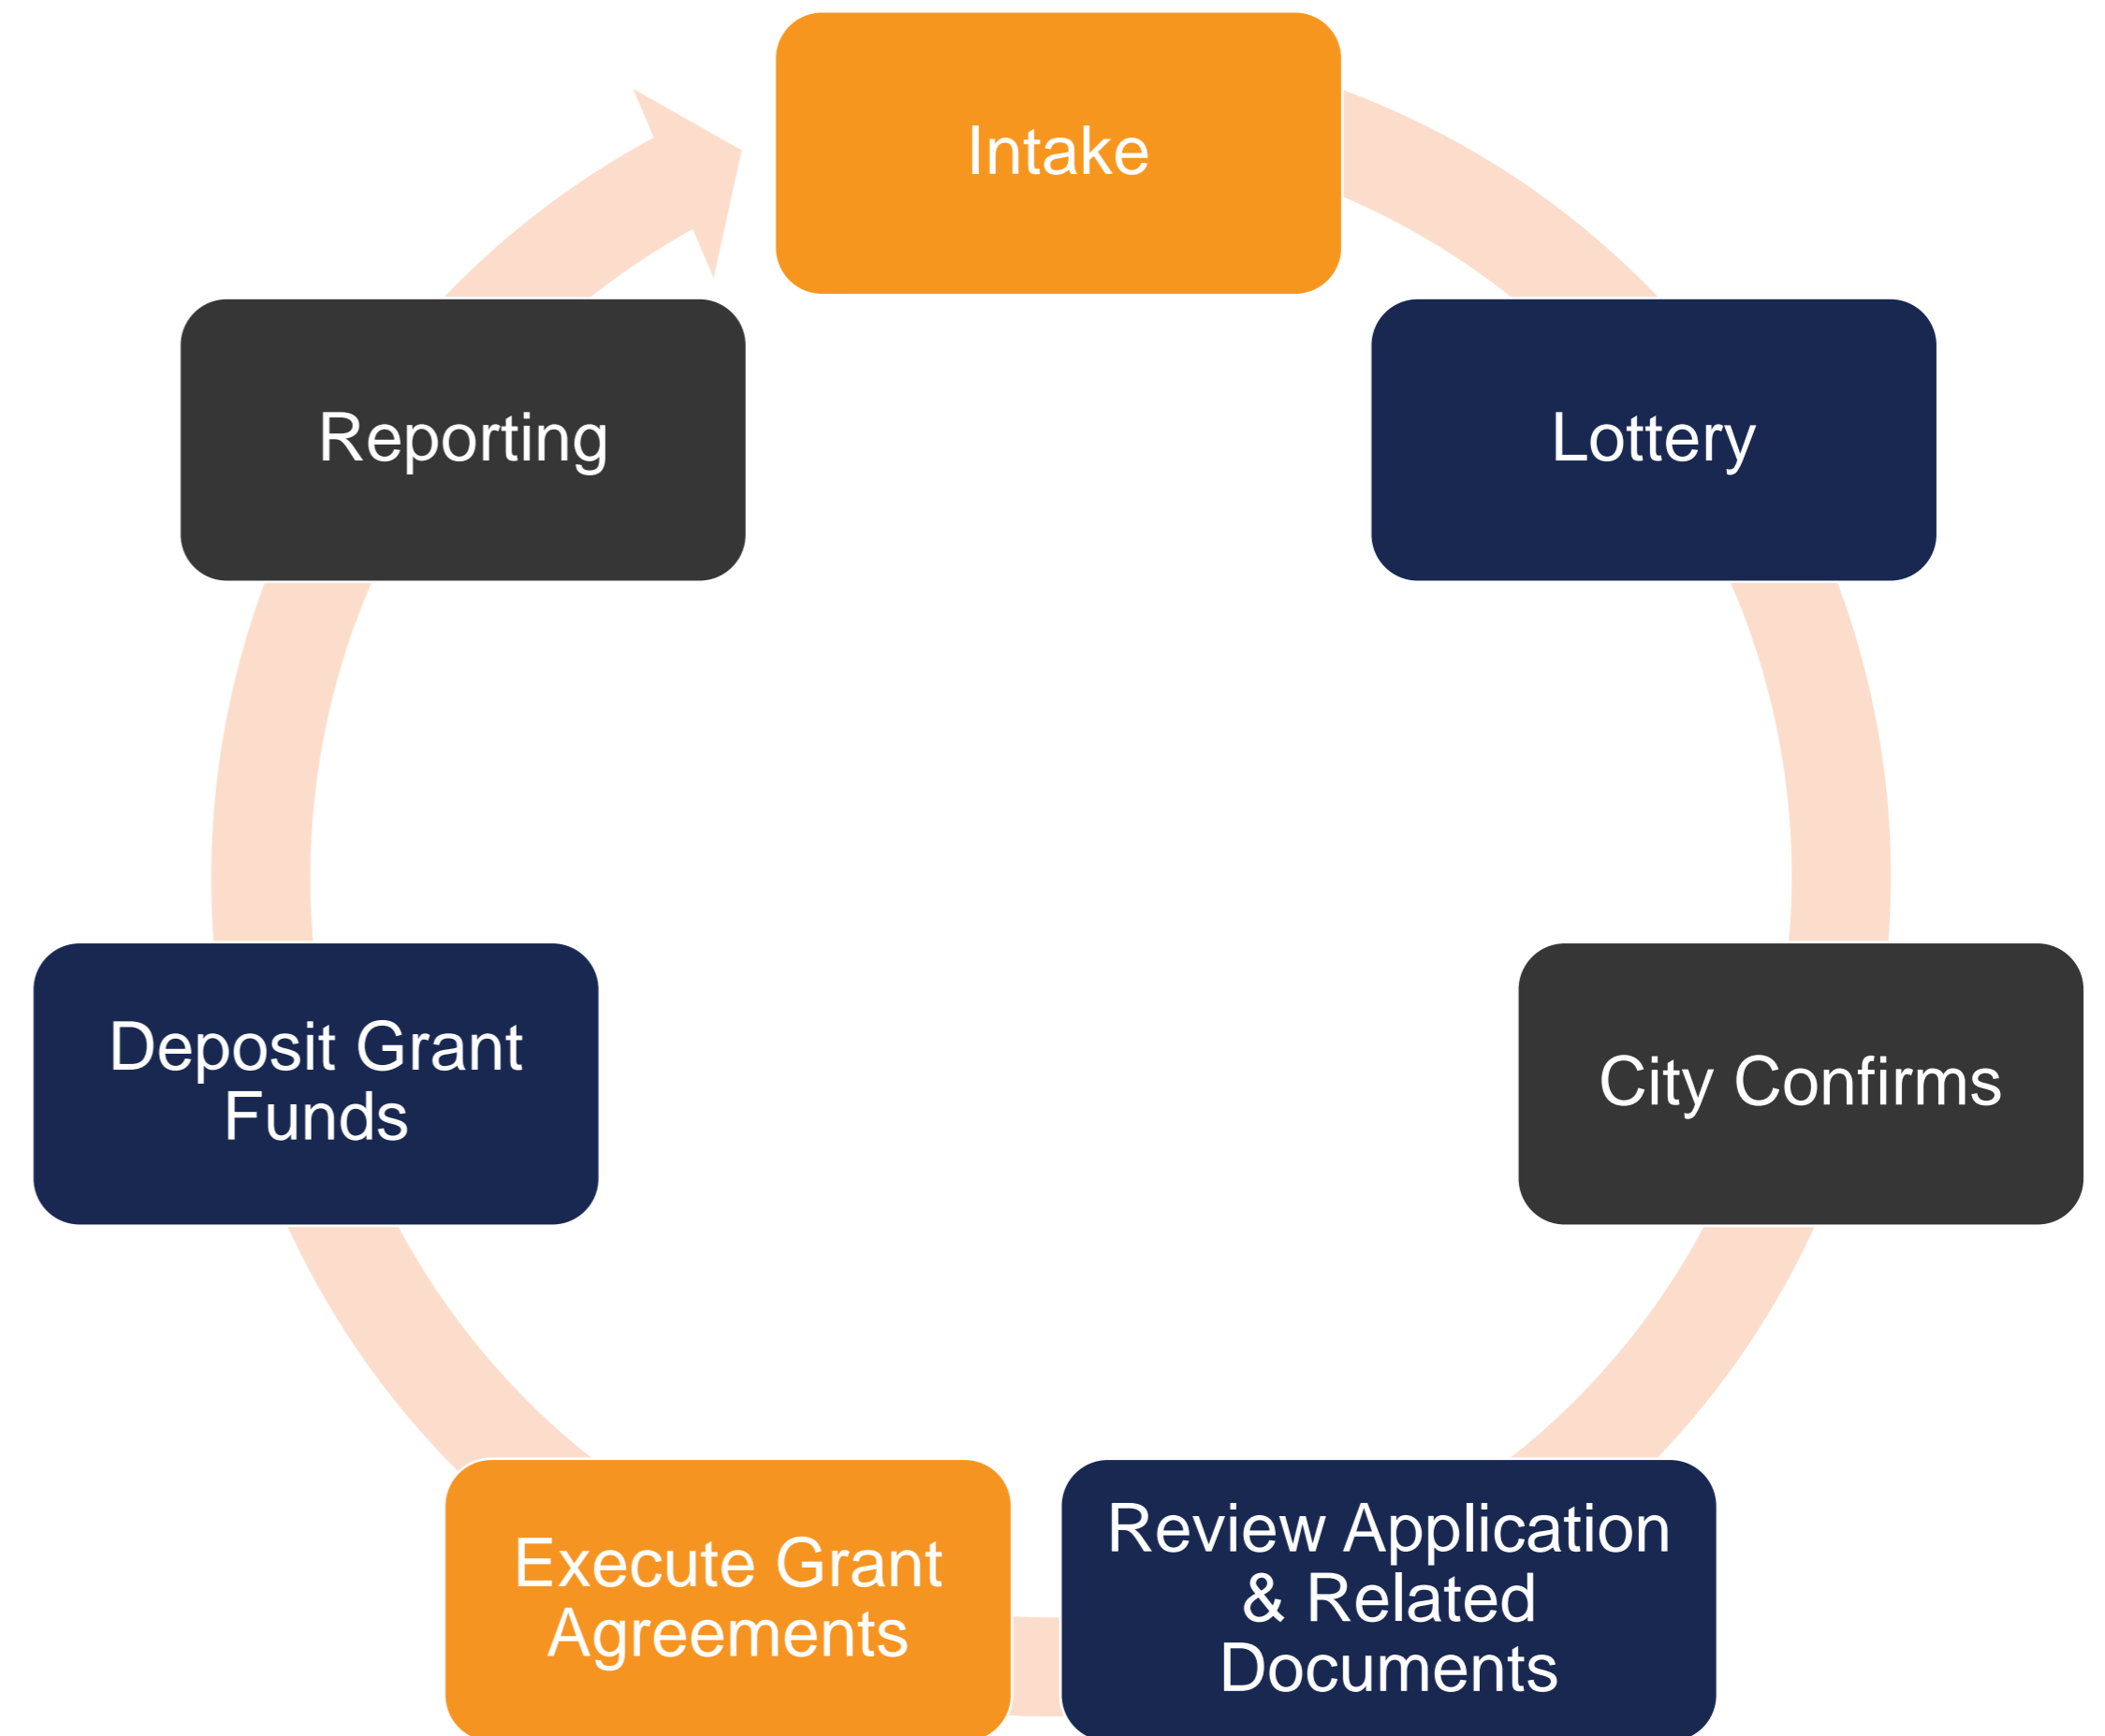 Intake
Lottery
City Confirms
Review Application
& Related
Documents
Execute Grant
Agreements
Deposit Grant
Funds
Reporting